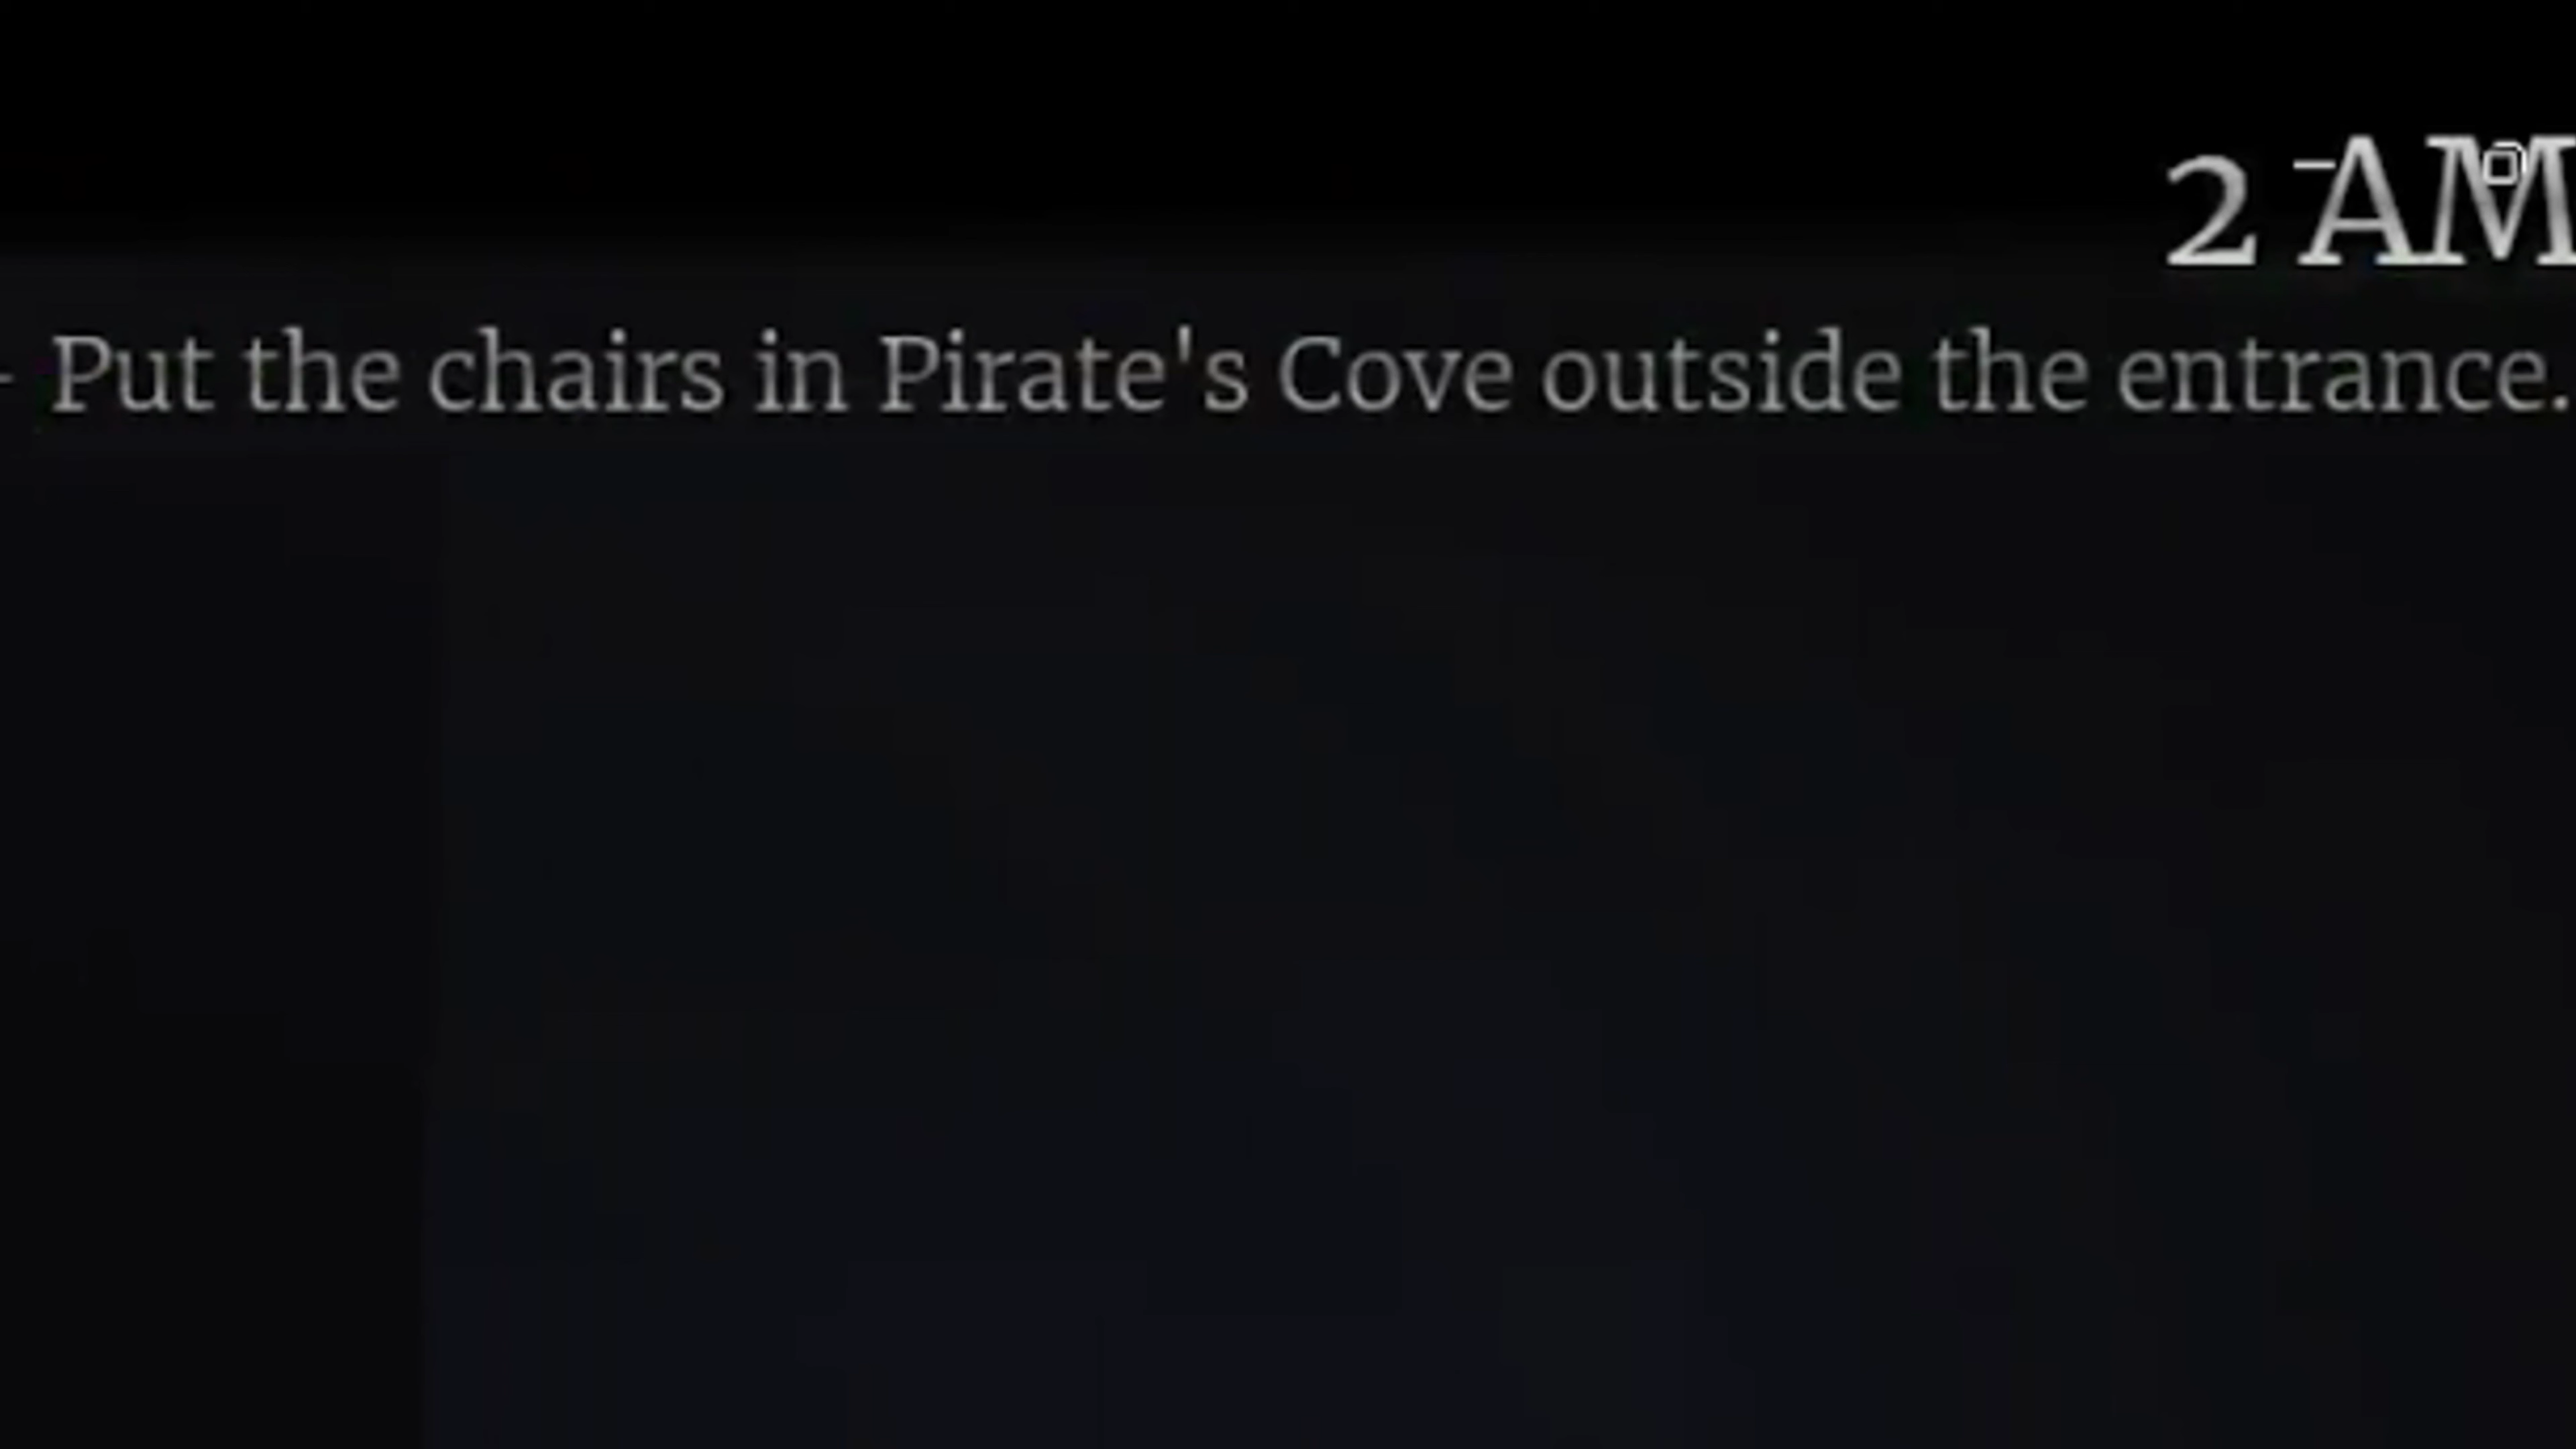 2 AM
- Put the chairs in Pirate's Cove outside the entrance.